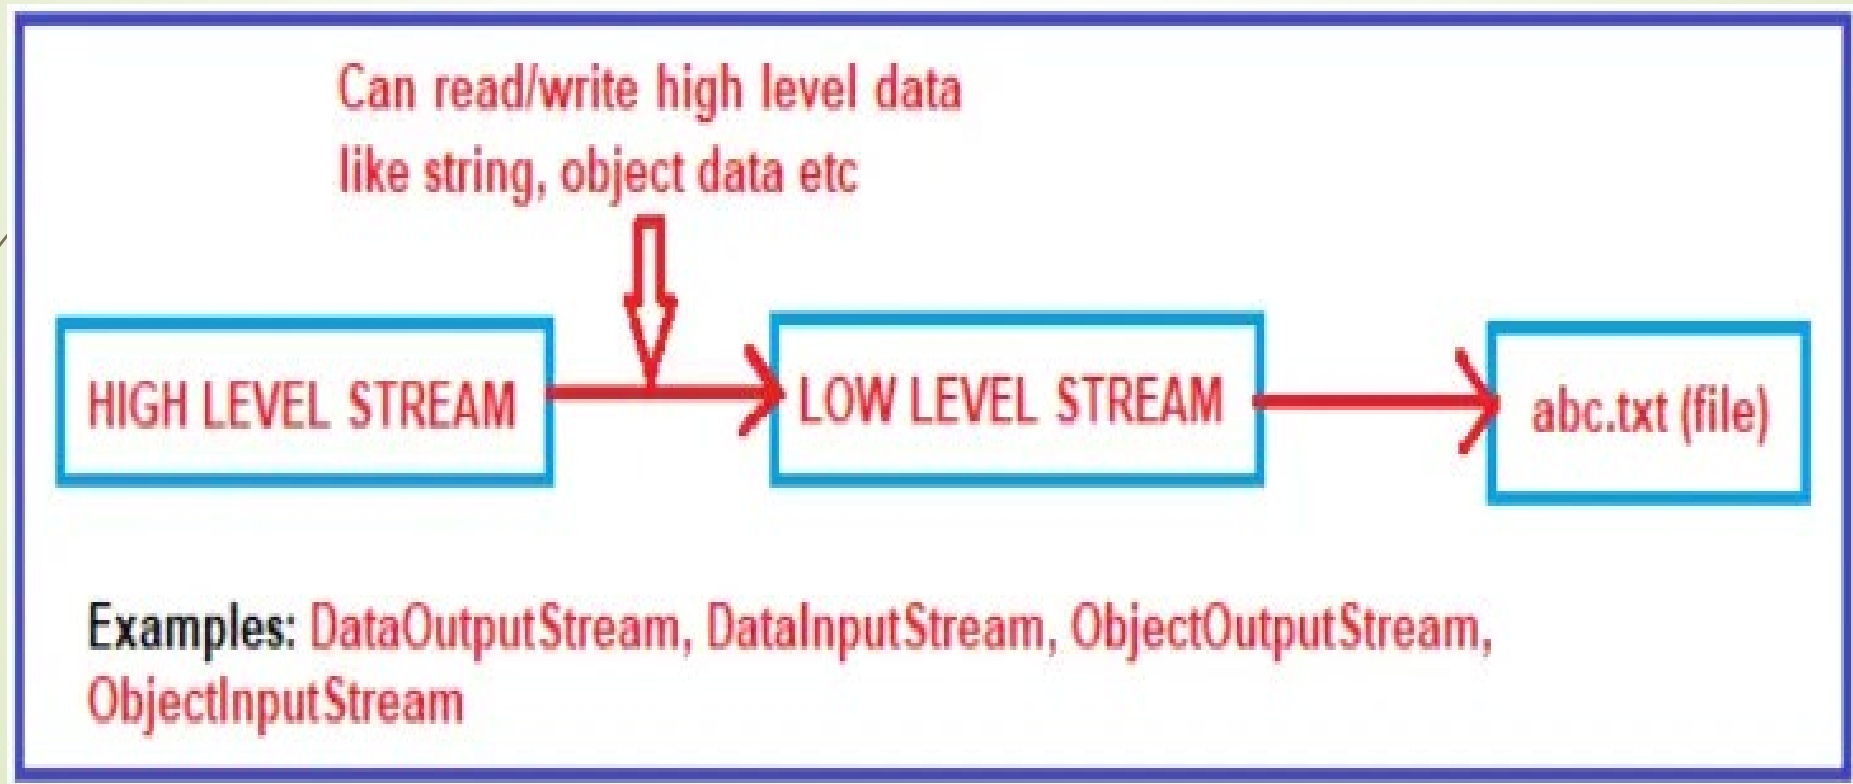 Can read/write high level data
like string, object data etc
HIGH LEVEL STREAM
LOW LEVEL STREAM
abc.txt (file)
Examples: DataOutputStream, DataInputStream, ObjectOutputStream,
ObjectInputStream